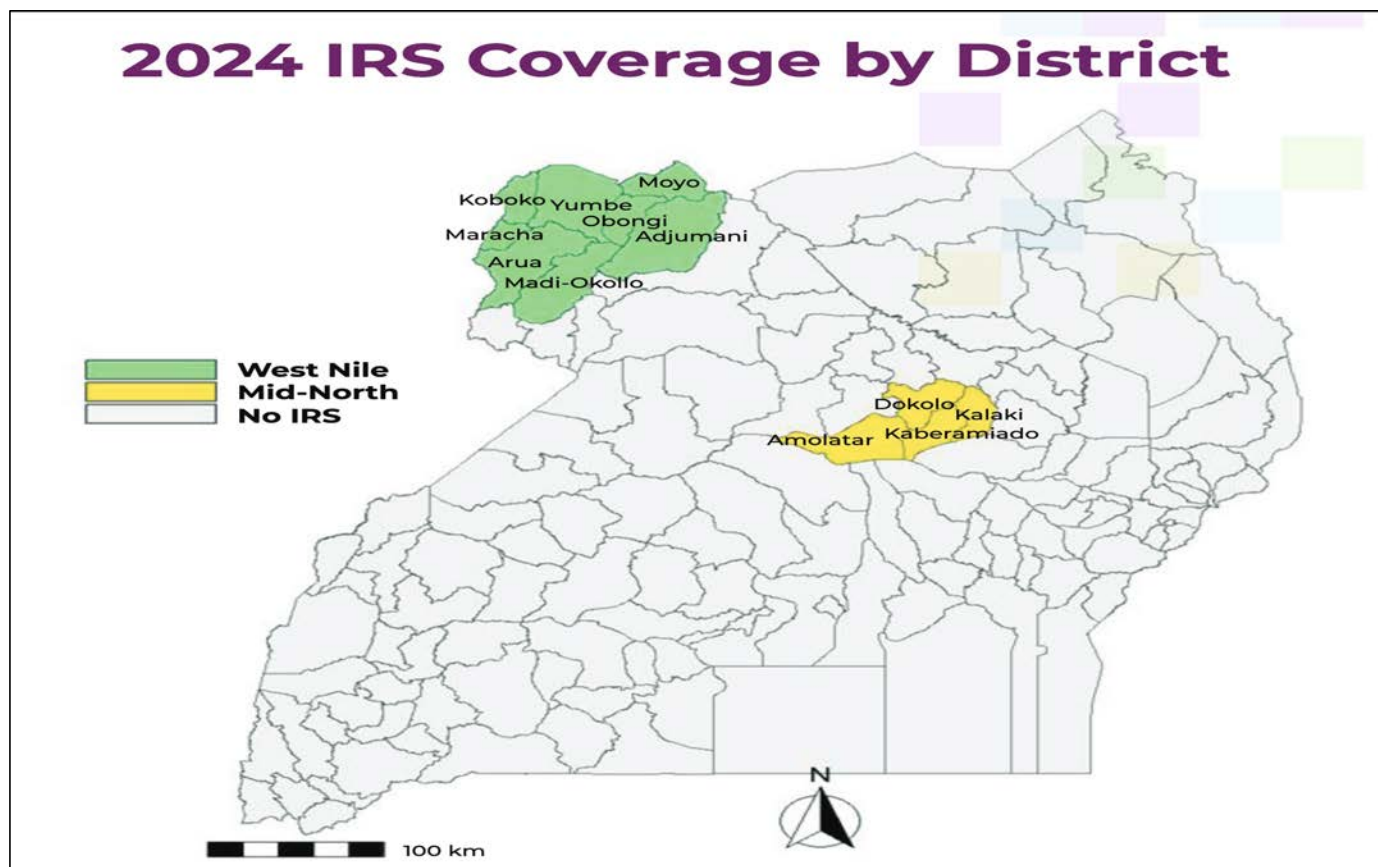 2024 IRS Coverage by District
Moyo
Koboko
Yumbe
Obongi
Maracha
Adjumani
Arua
Madi-Okollo
West Nile
Mid-North
No IRS
Dokolo
Kalaki
Kaberamiado
Amolatar
N
100 km